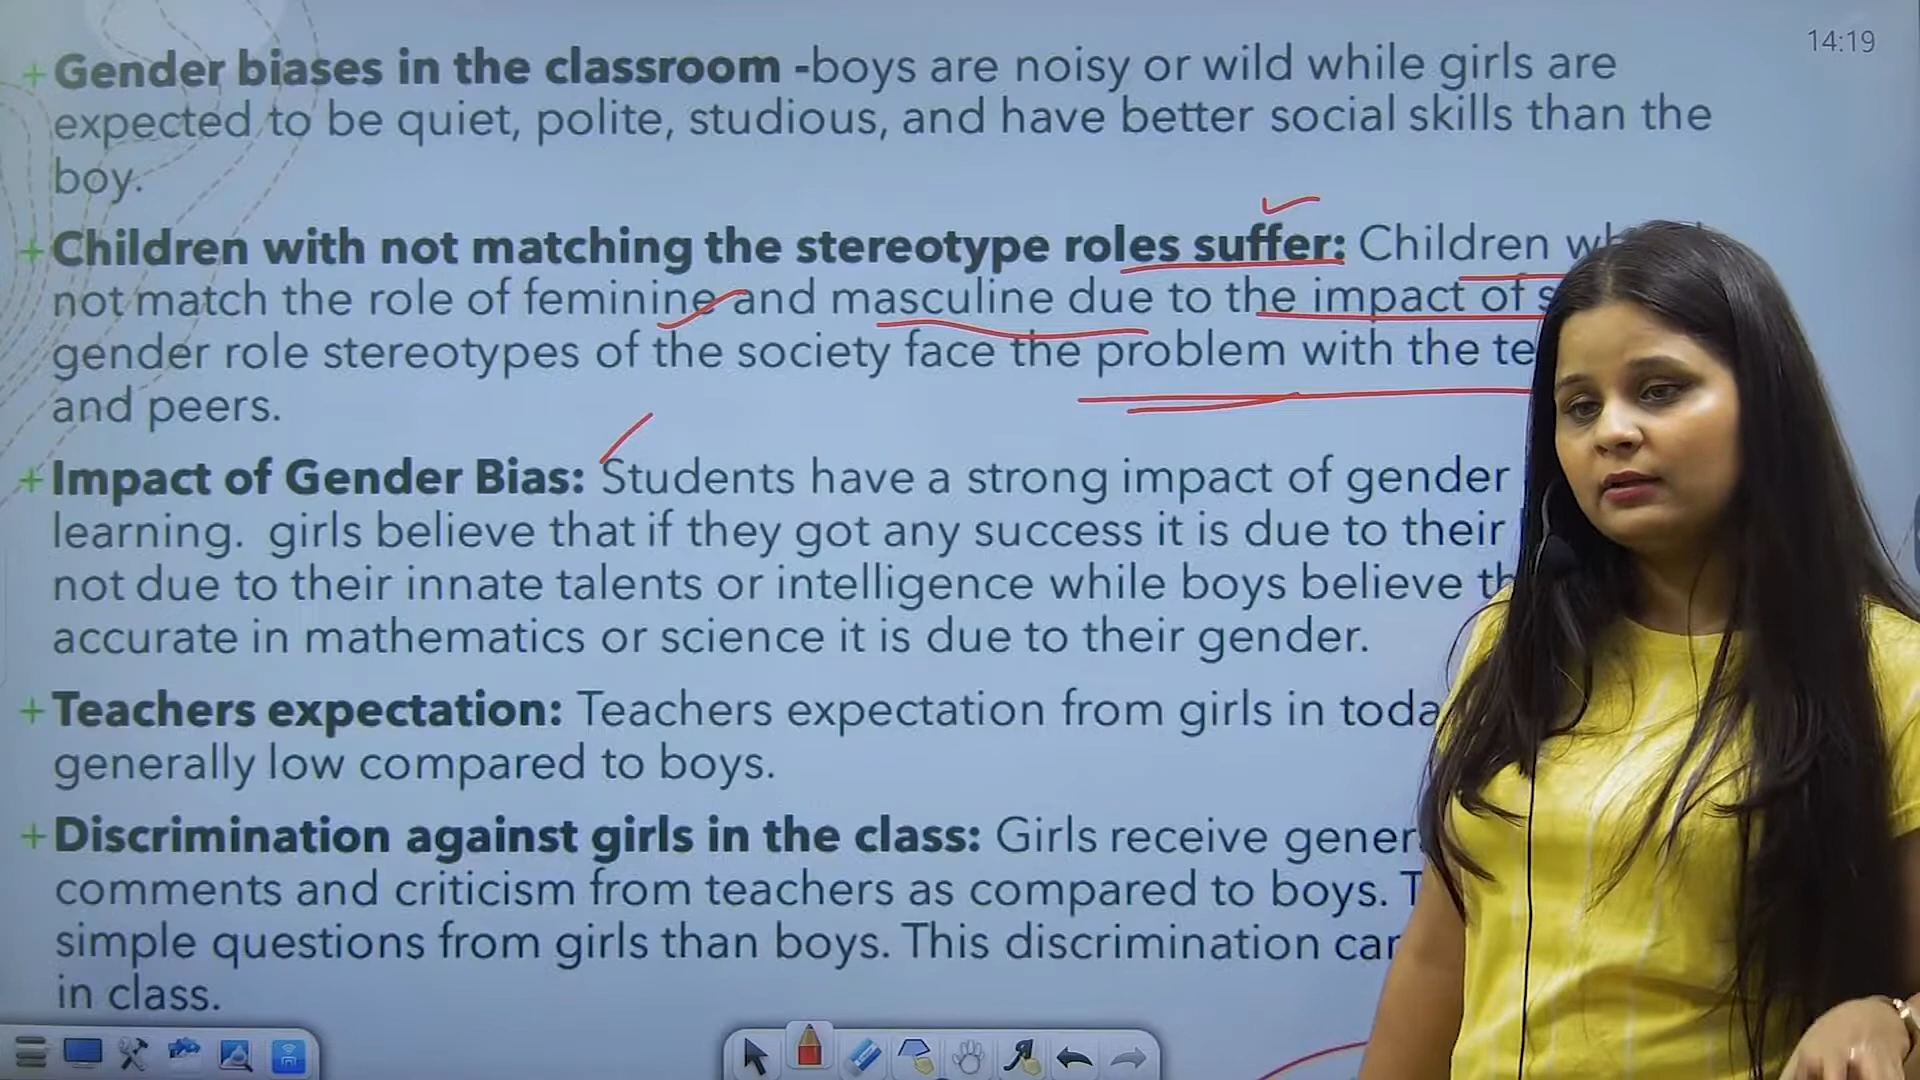 14:19
+ Gender biases in the classroom -boys are noisy or wild while girls are
expected to be quiet, polite, studious, and have better social skills than the
boy.
+ Children with not matching the stereotype roles suffer: Children
not match the role of feminine and masculine due to the impact of
gender role stereotypes of the society face the problem with the
and peers.
+ Impact of Gender Bias: Students have a strong impact of gender
learning. girls believe that if they got any success it is due to their
not due to their innate talents or intelligence while boys believe
accurate in mathematics or science it is due to their gender.
+ Teachers expectation: Teachers expectation from girls in
generally low compared to boys.
+ Discrimination against girls in the class: Girls receive
comments and criticism from teachers as compared to boys.
simple questions from girls than boys. This discrimination
in class.